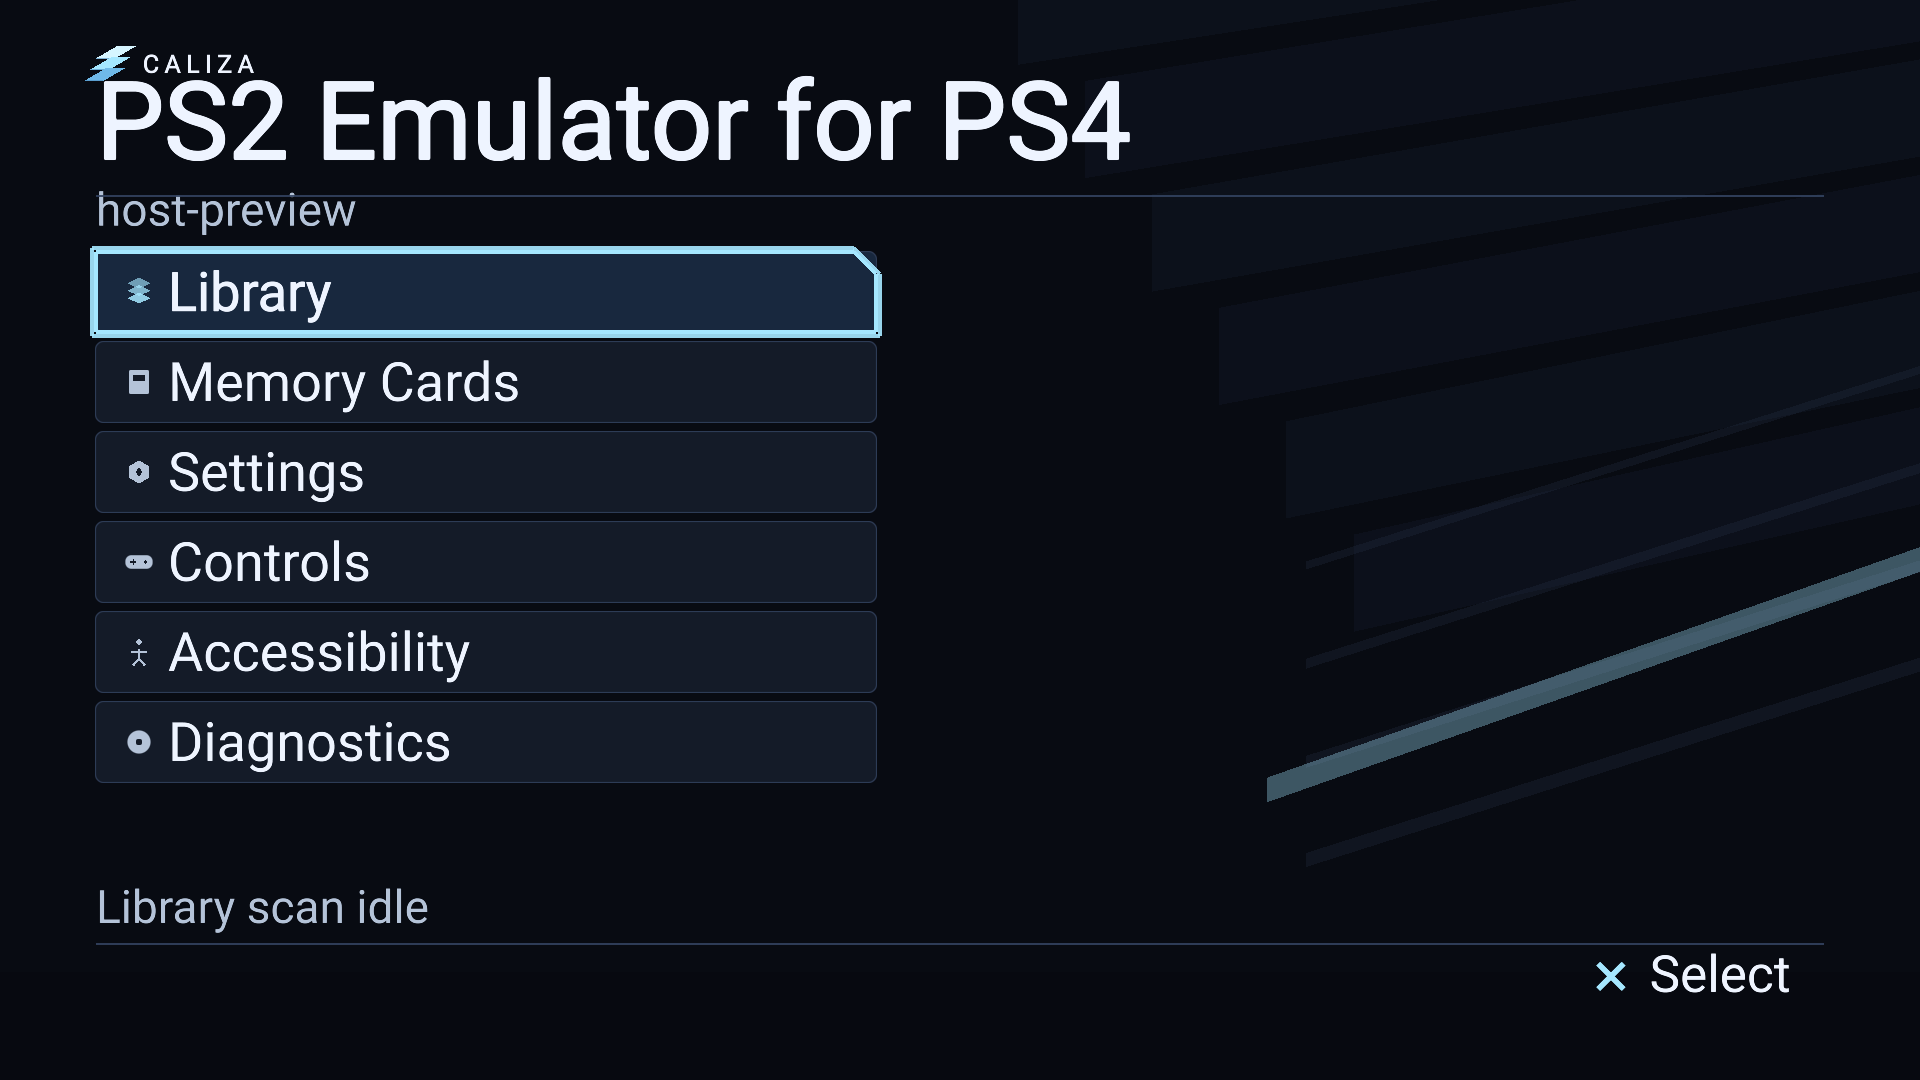 CALIZA
PS2 Emulator for PS4
host-preview
Library
Memory Cards
Settings
Controls
Accessibility
Diagnostics
Library scan idle
Select